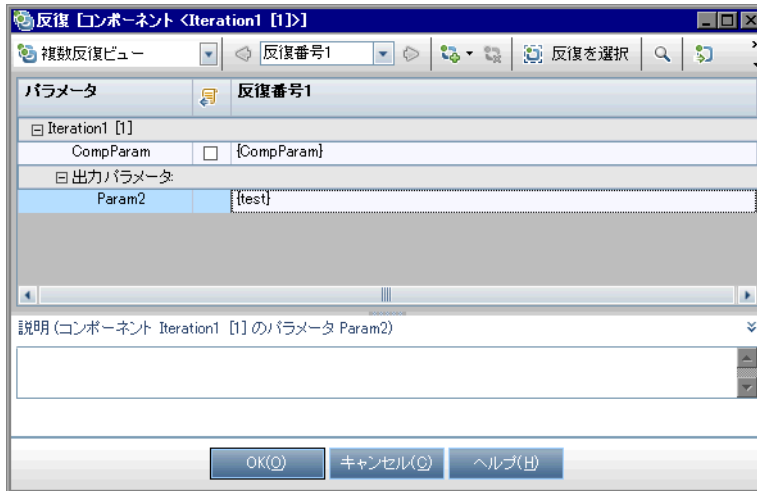 反復 [コンポーネント <Iteration1 [1]>]
複数反復ビュー 反復番号1 反復を選択
パラメータ 反復番号1
Iteration1 [1]
CompParam {CompParam}
出力パラメータ
Param2 {test}
説明 (コンポーネント Iteration1 [1] のパラメータ Param2)
OK(O) キャンセル(C) ヘルプ(H)